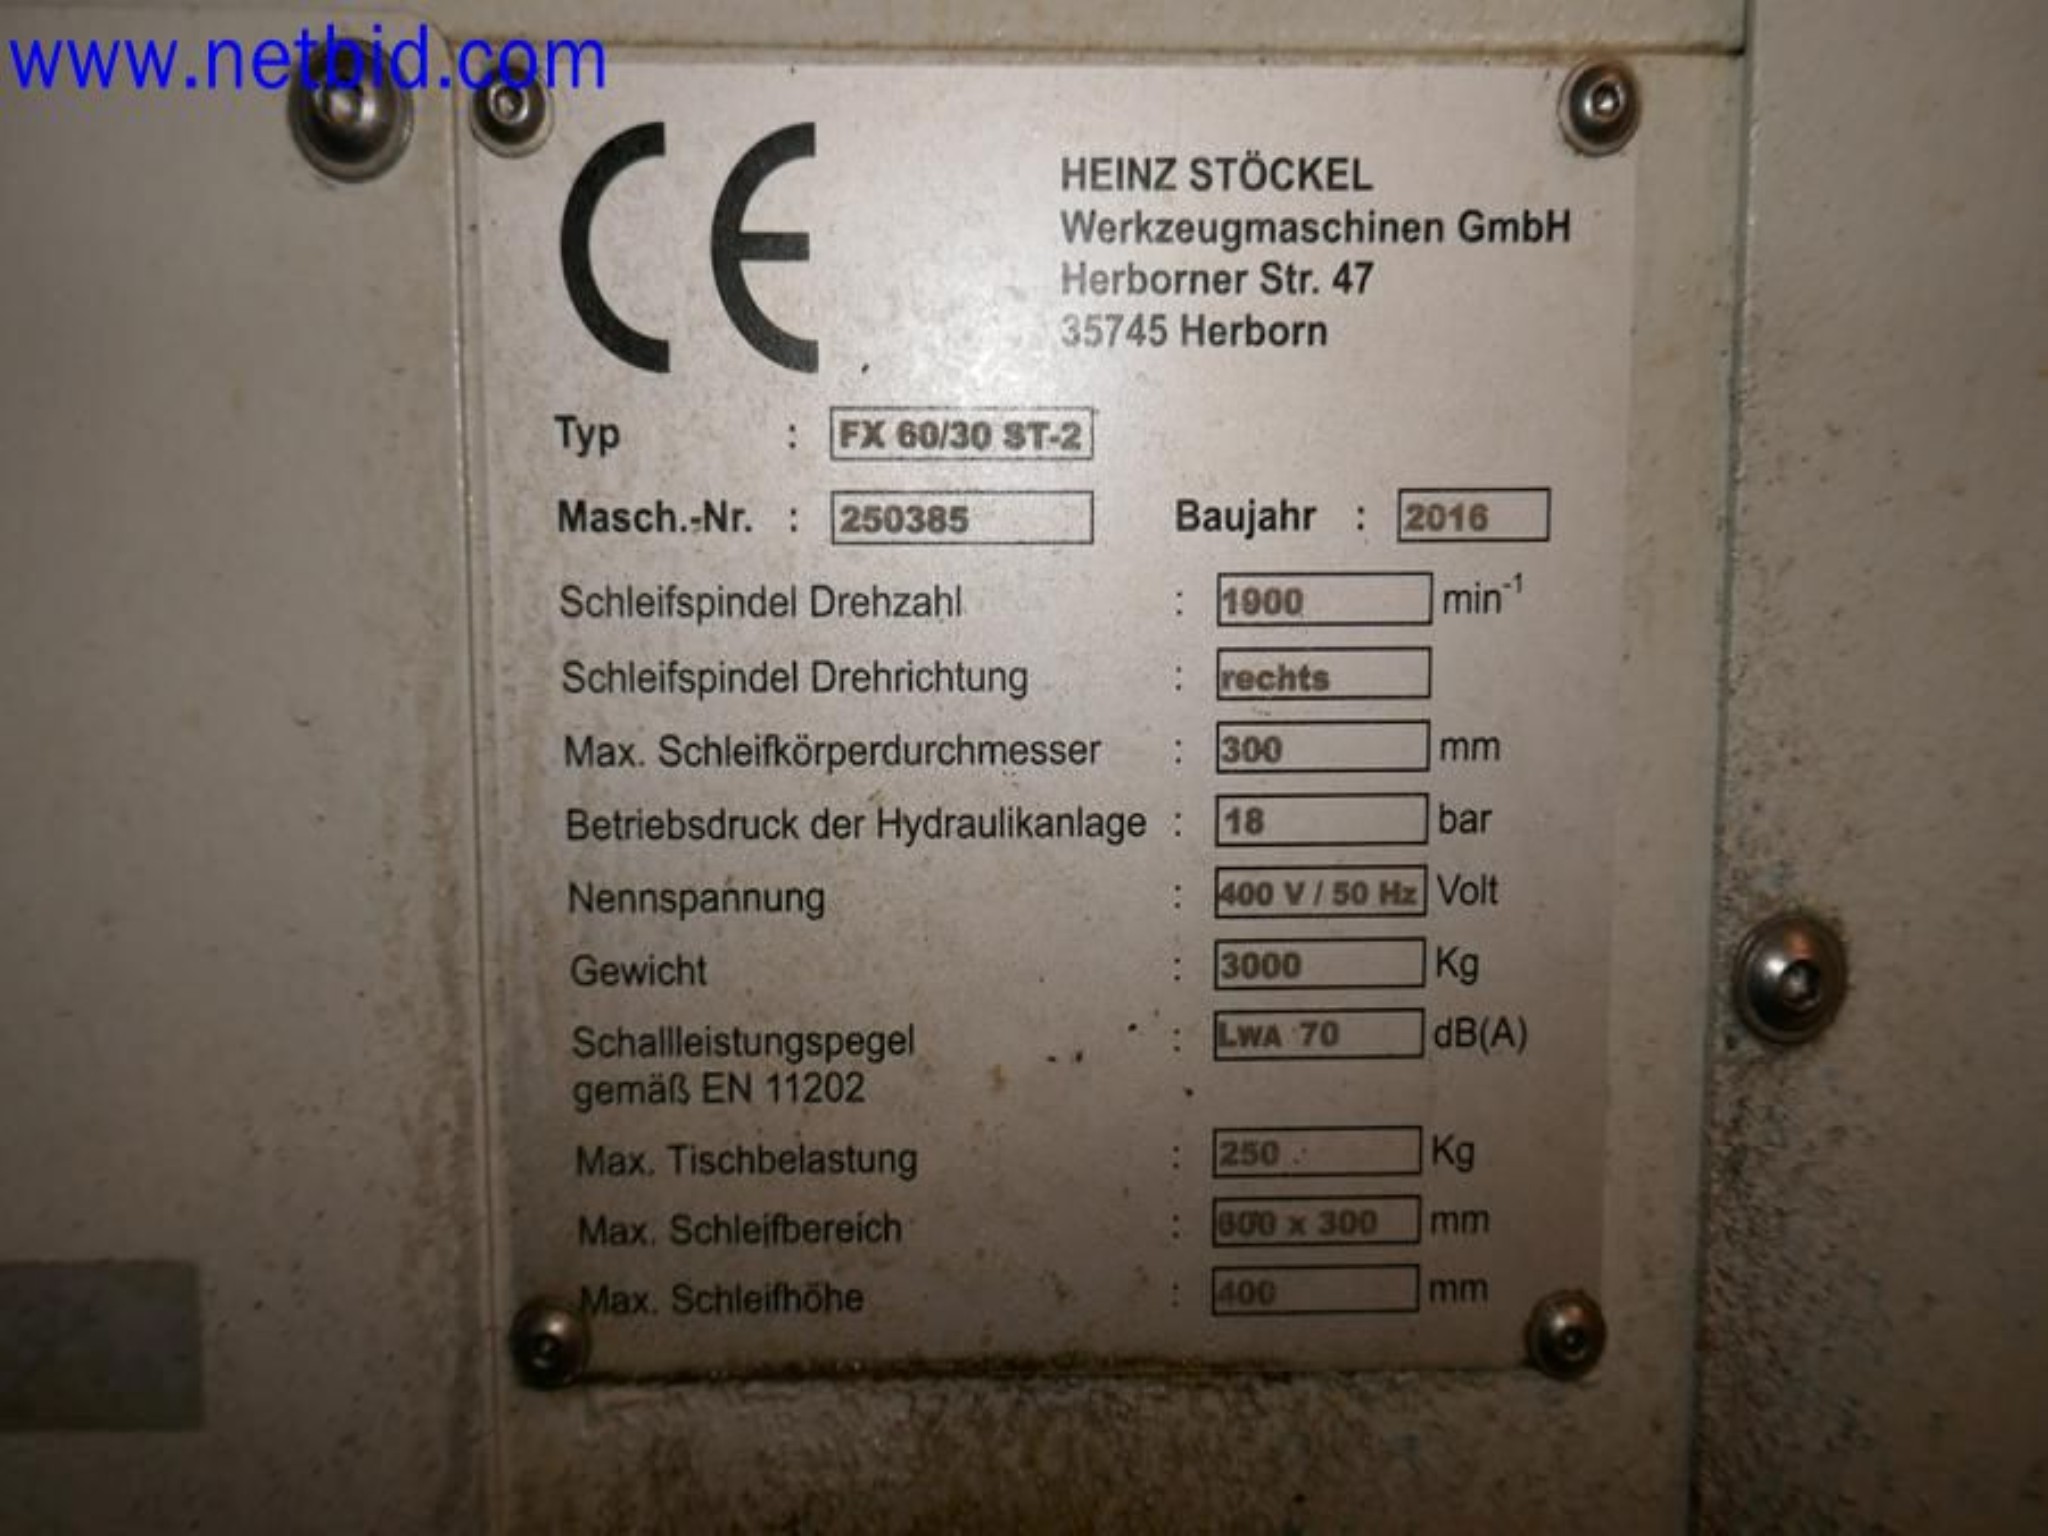 www.netbid.com
CE
HEINZ STÖCKEL
Werkzeugmaschinen GmbH
Herborner Str. 47
35745 Herborn
Typ : FX 60/30 ST-2
Masch.-Nr. : 250385 Baujahr : 2016
Schleifspindel Drehzahl : 1900 min⁻¹
Schleifspindel Drehrichtung : rechts
Max. Schleifkörperdurchmesser : 300 mm
Betriebsdruck der Hydraulikanlage : 18 bar
Nennspannung : 400 V / 50 Hz Volt
Gewicht : 3000 Kg
Schallleistungspegel : LWA 70 dB(A)
gemäß EN 11202
Max. Tischbelastung : 250 Kg
Max. Schleifbereich : 600 x 300 mm
Max. Schleifhöhe : 400 mm